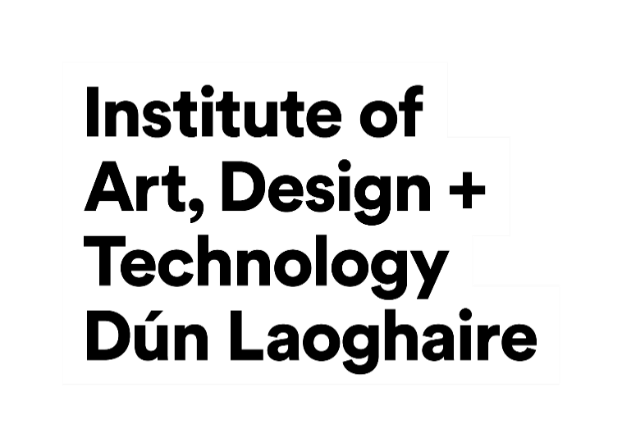 Institute of
Art, Design +
Technology
Dún Laoghaire